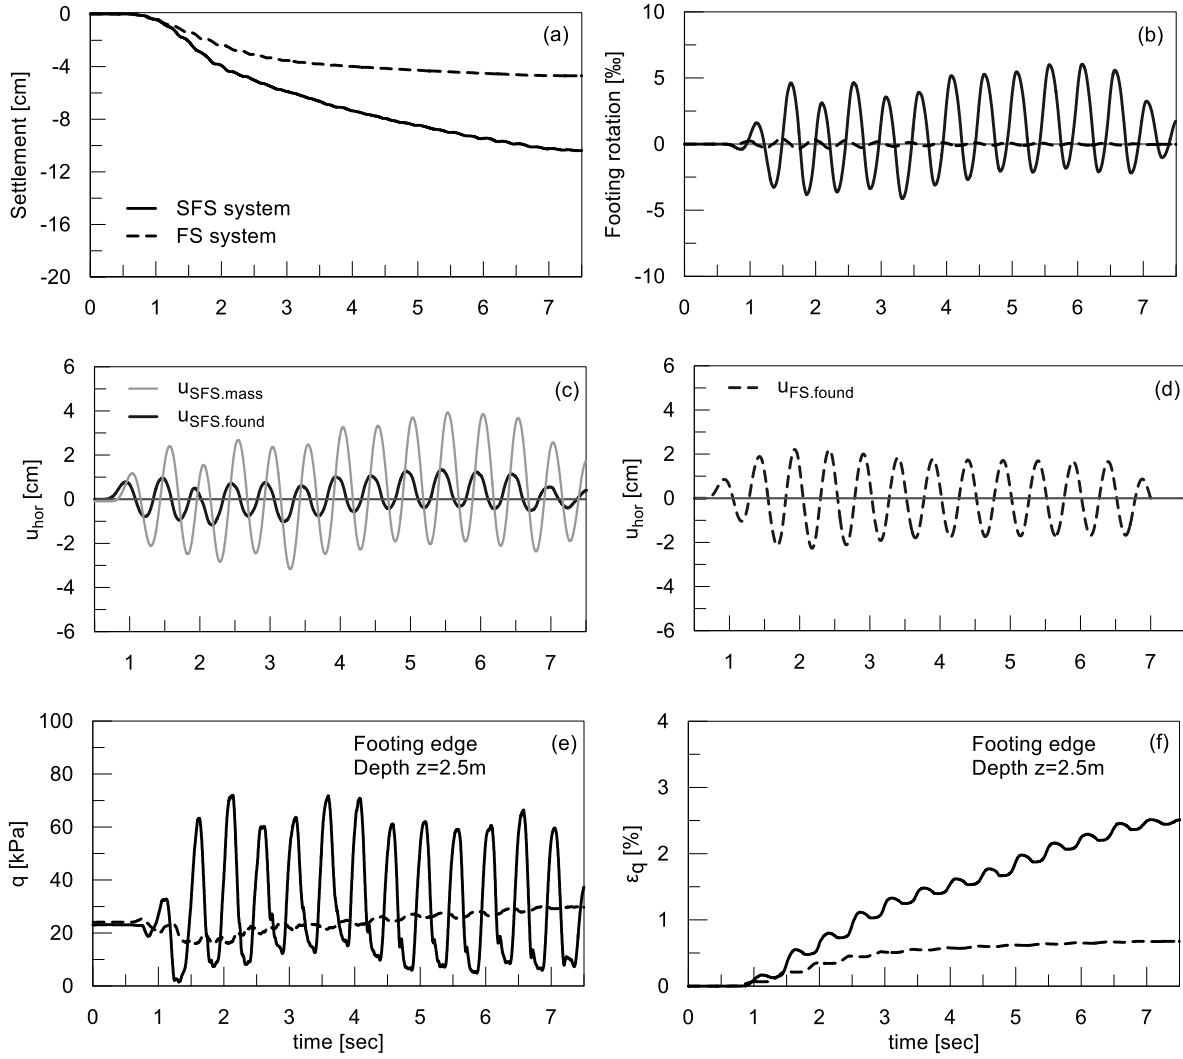 (a)
Settlement [cm]
0
-4
-8
-12
-16
-20
SFS system
FS system
0 1 2 3 4 5 6 7
(b)
Footing rotation [‰]
10
5
0
-5
-10
0 1 2 3 4 5 6 7
(c)
u_SFS.mass
u_SFS.found
u_hor [cm]
6
4
2
0
-2
-4
-6
1 2 3 4 5 6 7
(d)
u_FS.found
u_hor [cm]
6
4
2
0
-2
-4
-6
1 2 3 4 5 6 7
Footing edge
Depth z=2.5m
(e)
q [kPa]
100
80
60
40
20
0
0 1 2 3 4 5 6 7
time [sec]
Footing edge
Depth z=2.5m
(f)
ε_q [%]
4
3
2
1
0
0 1 2 3 4 5 6 7
time [sec]